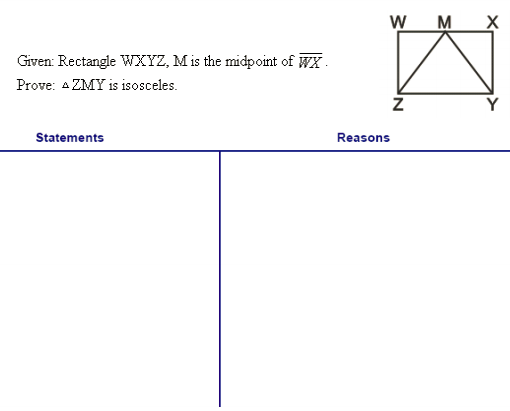 W M X
Given: Rectangle WXYZ, M is the midpoint of WX .
Prove: ▵ ZMY is isosceles.
Z Y
Statements Reasons